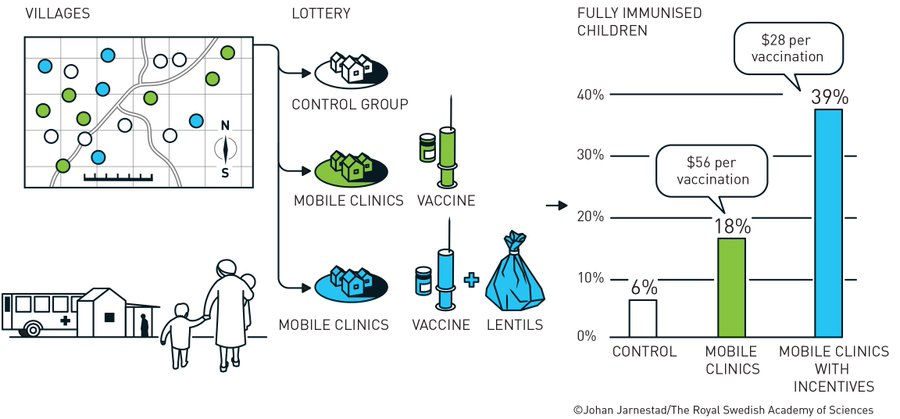 VILLAGES
LOTTERY
CONTROL GROUP
MOBILE CLINICS
VACCINE
MOBILE CLINICS
VACCINE
+
LENTILS
N
S
FULLY IMMUNISED
CHILDREN
$28 per
vaccination
$56 per
vaccination
40%
30%
20%
10%
0%
6%
18%
39%
CONTROL
MOBILE
CLINICS
MOBILE CLINICS
WITH
INCENTIVES
©Johan Jarnestad/The Royal Swedish Academy of Sciences